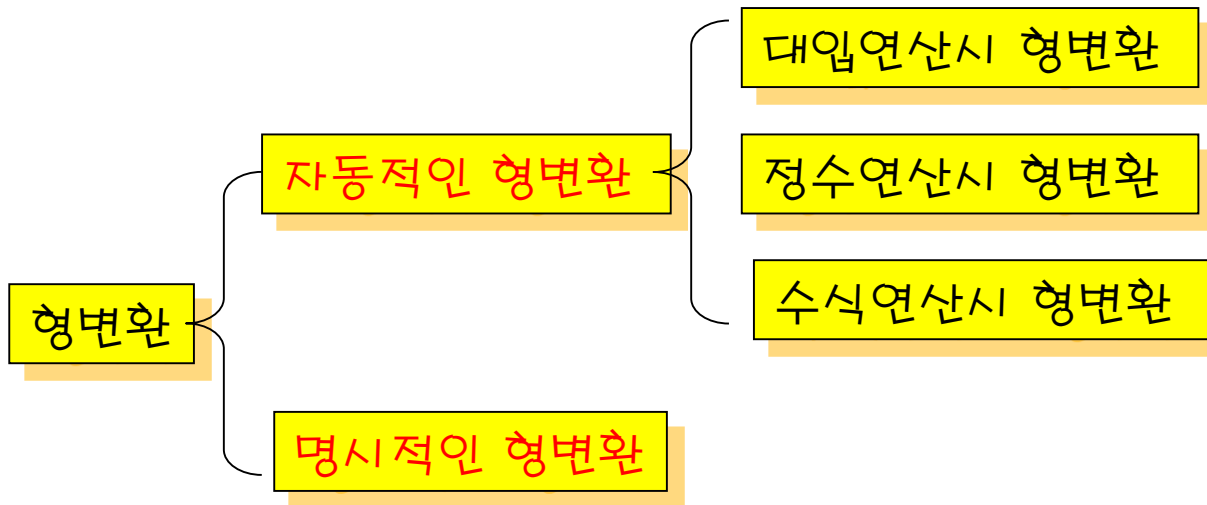 형변환
자동적인 형변환
대입연산시 형변환
정수연산시 형변환
수식연산시 형변환
명시적인 형변환